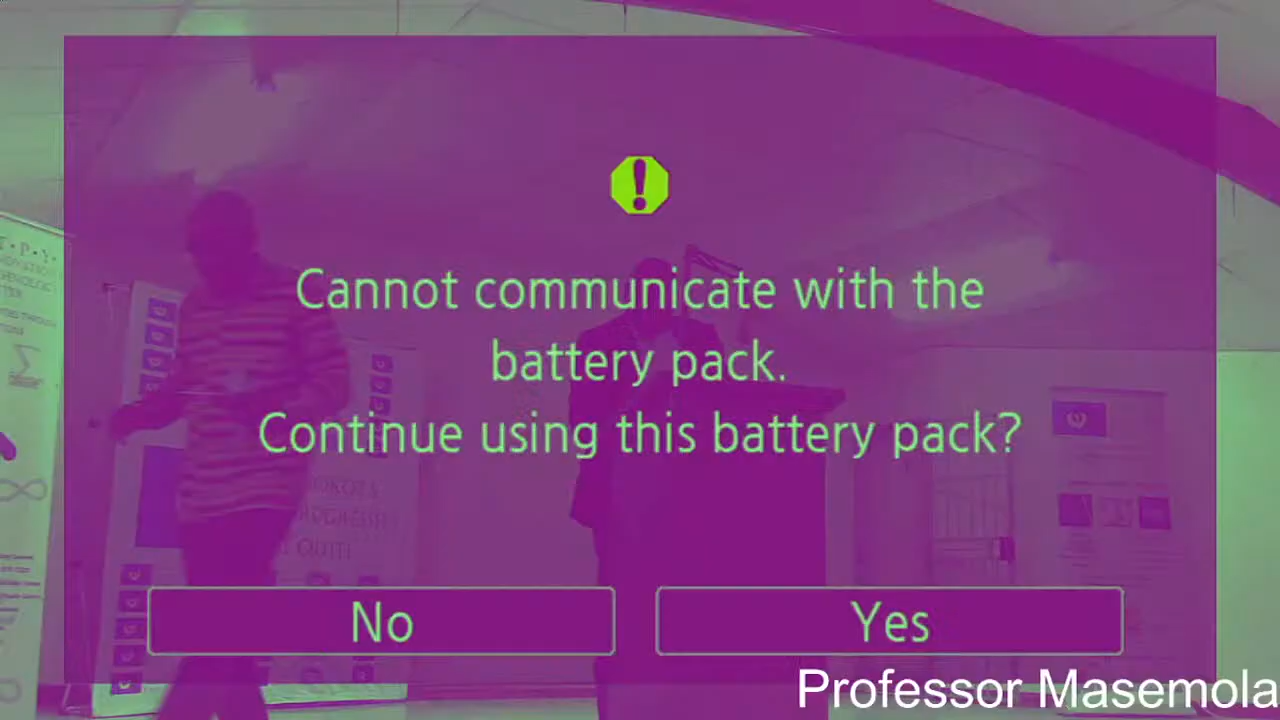 Cannot communicate with the
battery pack.
Continue using this battery pack?
No
Yes
Professor Masemola